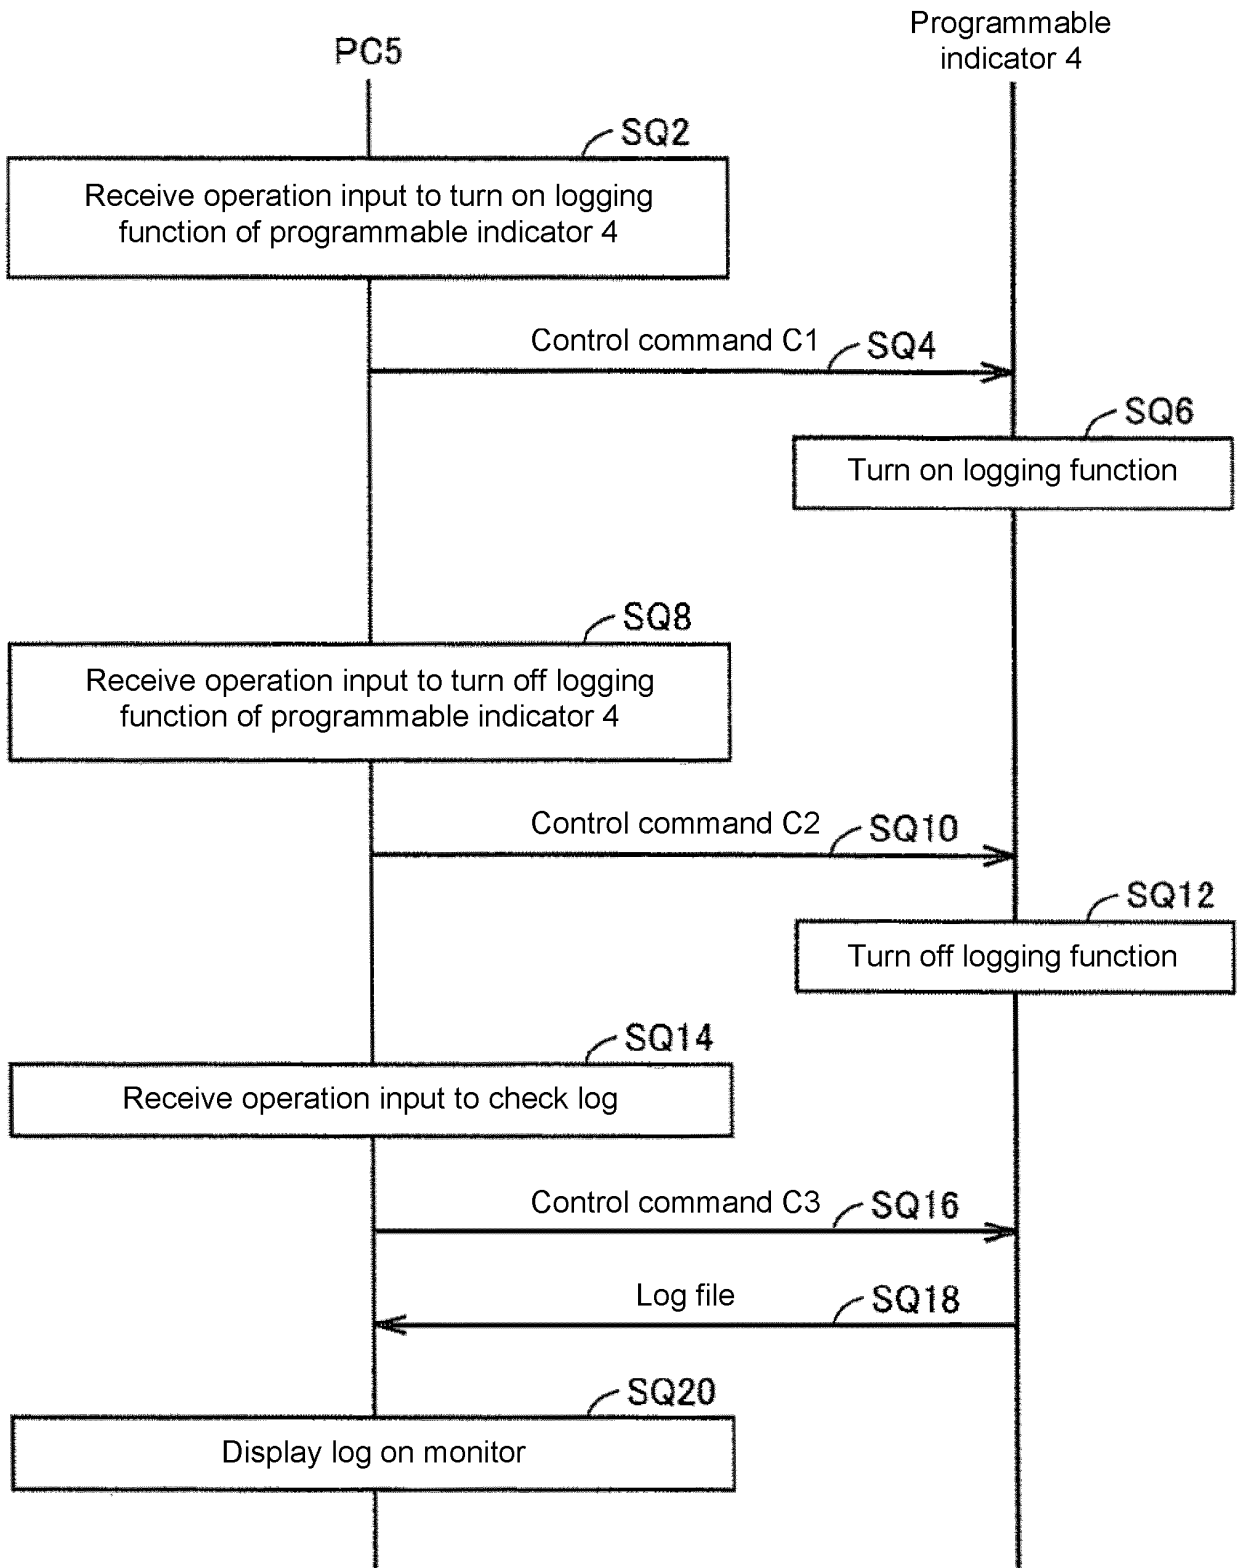 PC5
Programmable
indicator 4
SQ2
Receive operation input to turn on logging
function of programmable indicator 4
Control command C1
SQ4
SQ6
Turn on logging function
SQ8
Receive operation input to turn off logging
function of programmable indicator 4
Control command C2
SQ10
SQ12
Turn off logging function
SQ14
Receive operation input to check log
Control command C3
SQ16
Log file
SQ18
SQ20
Display log on monitor